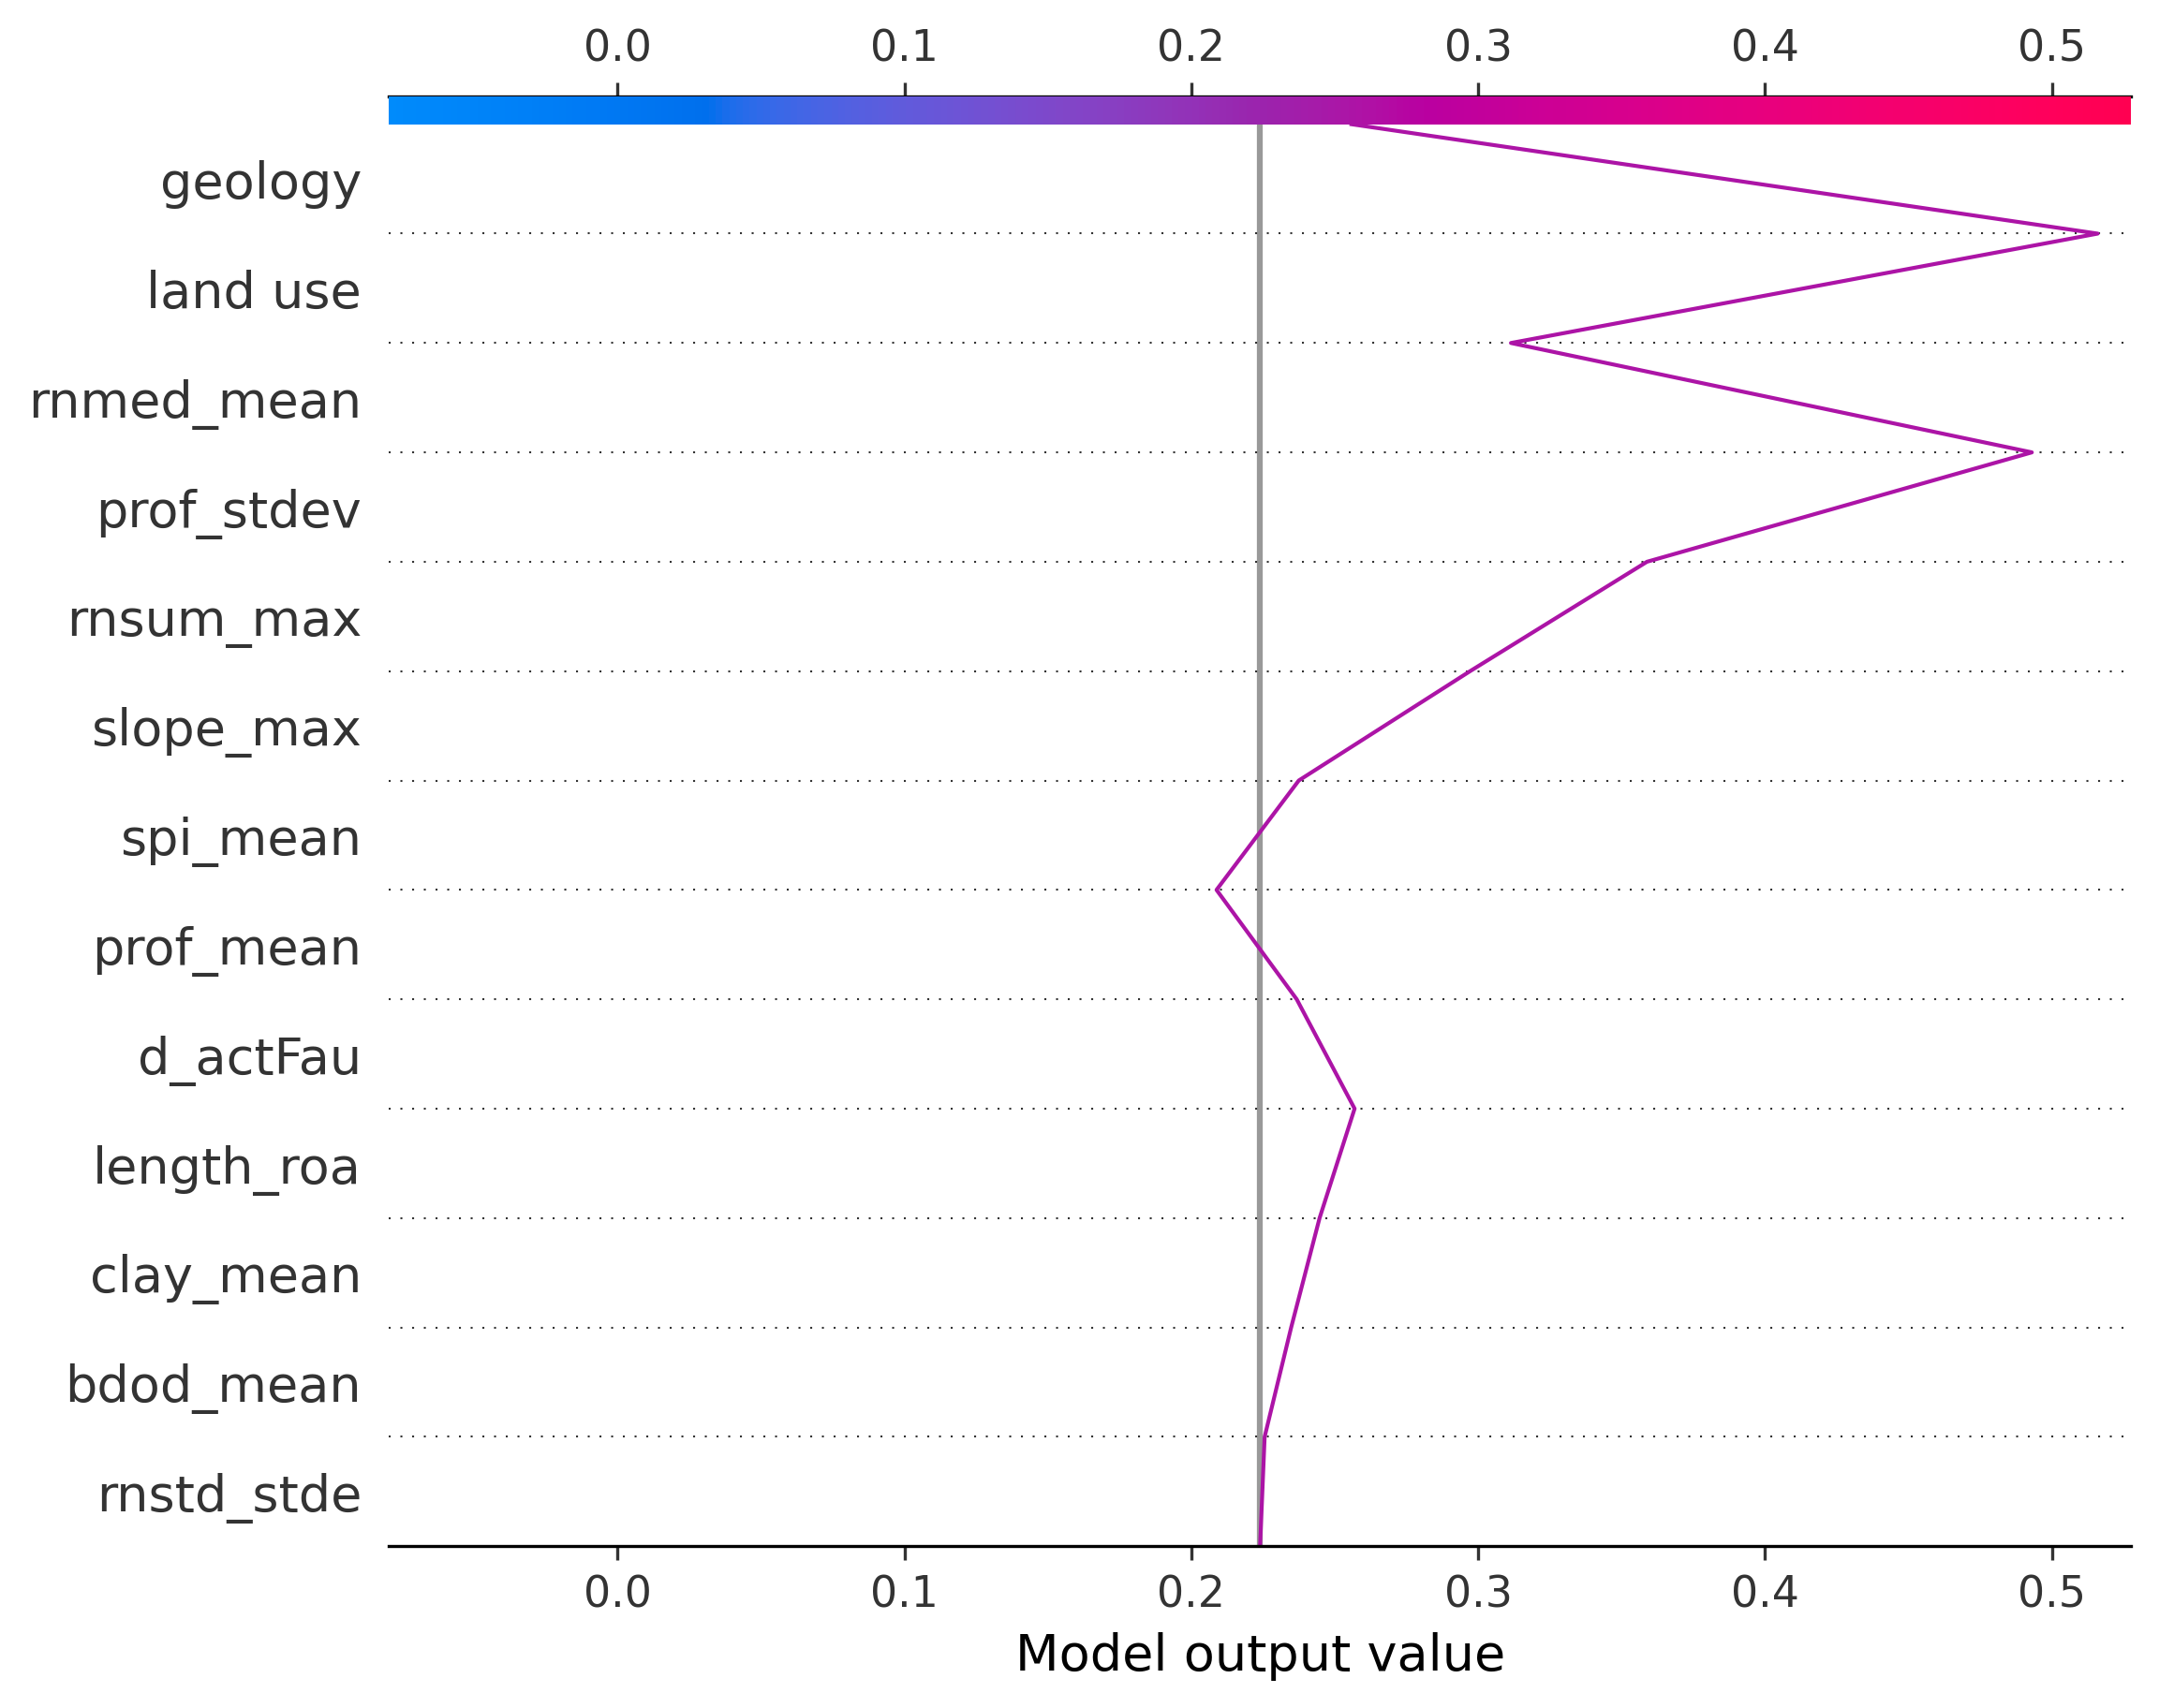 0.0 0.1 0.2 0.3 0.4 0.5
geology
land use
rnmed_mean
prof_stdev
rnsum_max
slope_max
spi_mean
prof_mean
d_actFau
length_roa
clay_mean
bdod_mean
rnstd_stde
0.0 0.1 0.2 0.3 0.4 0.5
Model output value